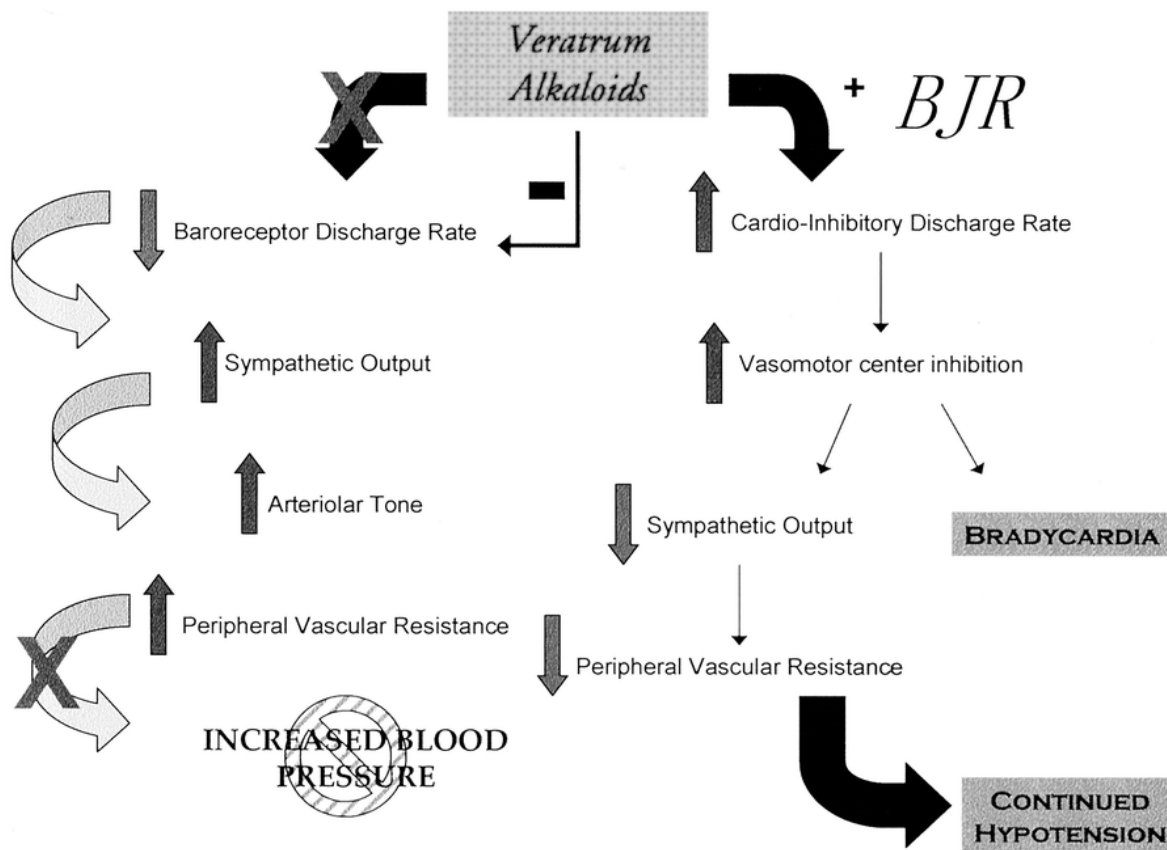 Veratrum
Alkaloids
+ BJR
Baroreceptor Discharge Rate
Cardio-Inhibitory Discharge Rate
Sympathetic Output
Vasomotor center inhibition
Arteriolar Tone
Sympathetic Output
BRADYCARDIA
Peripheral Vascular Resistance
Peripheral Vascular Resistance
INCREASED BLOOD
PRESSURE
CONTINUED
HYPOTENSION